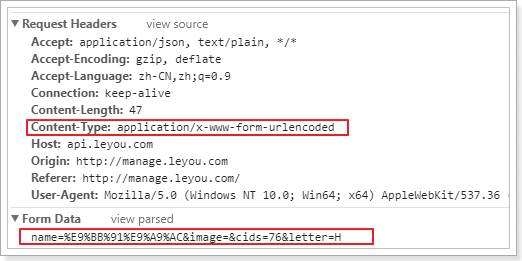 Request Headers view source
Accept: application/json, text/plain, */*
Accept-Encoding: gzip, deflate
Accept-Language: zh-CN,zh;q=0.9
Connection: keep-alive
Content-Length: 47
Content-Type: application/x-www-form-urlencoded
Host: api.leyou.com
Origin: http://manage.leyou.com
Referer: http://manage.leyou.com/
User-Agent: Mozilla/5.0 (Windows NT 10.0; Win64; x64) AppleWebKit/537.36 (
Form Data view parsed
name=%E9%BB%91%E9%A9%AC&image=&cids=76&letter=H